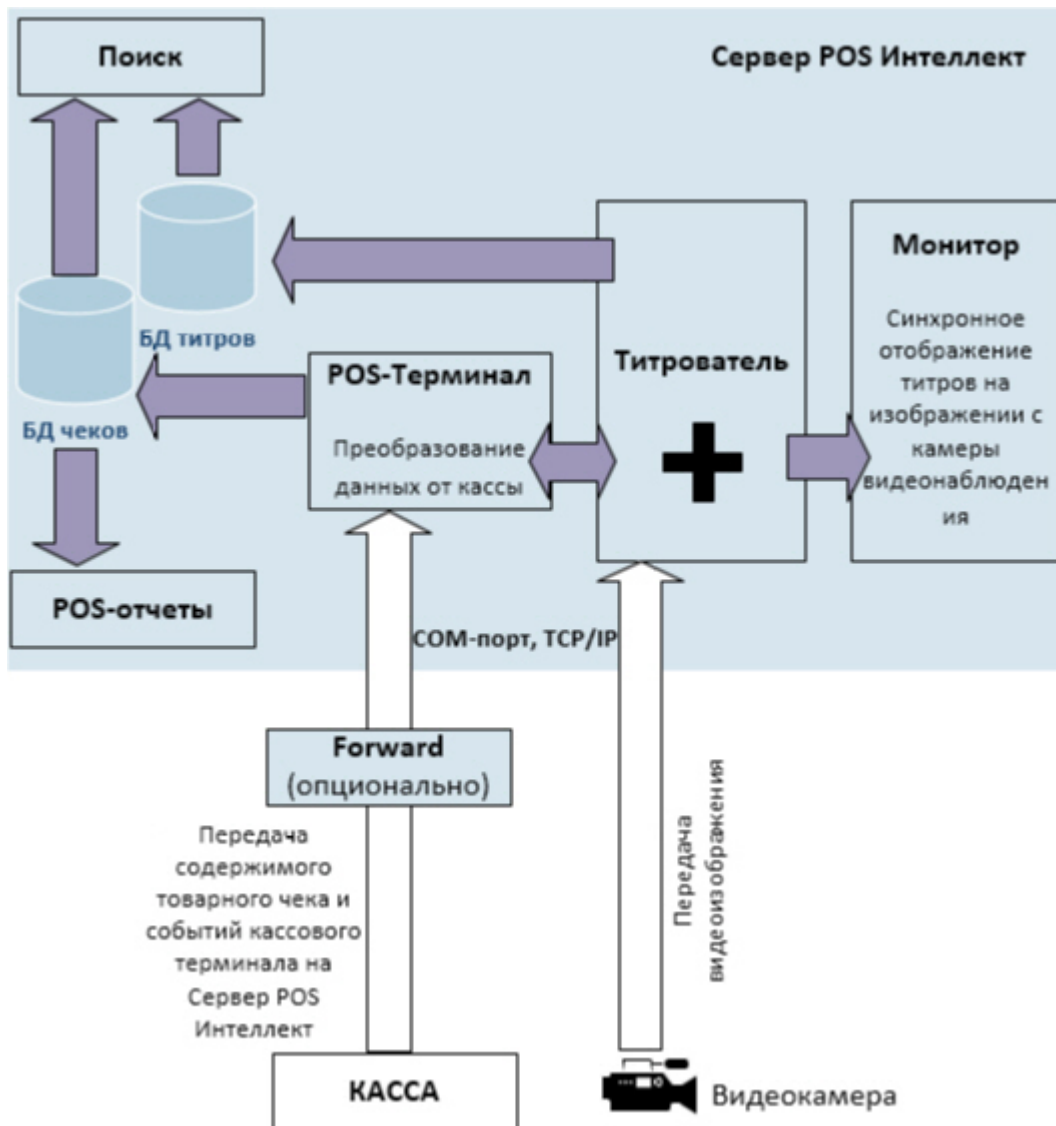 Поиск
Сервер POS Интеллект
БД титров
БД чеков
POS-Терминал
Преобразование
данных от кассы
Титрователь
Монитор
Синхронное
отображение
титров на
изображении с
камеры
видеонаблюден
ия
POS-отчеты
COM-порт, TCP/IP
Forward
(опционально)
Передача
содержимого
товарного чека и
событий кассового
терминала на
Сервер POS
Интеллект
Передача
видеоизображения
КАССА
Видеокамера